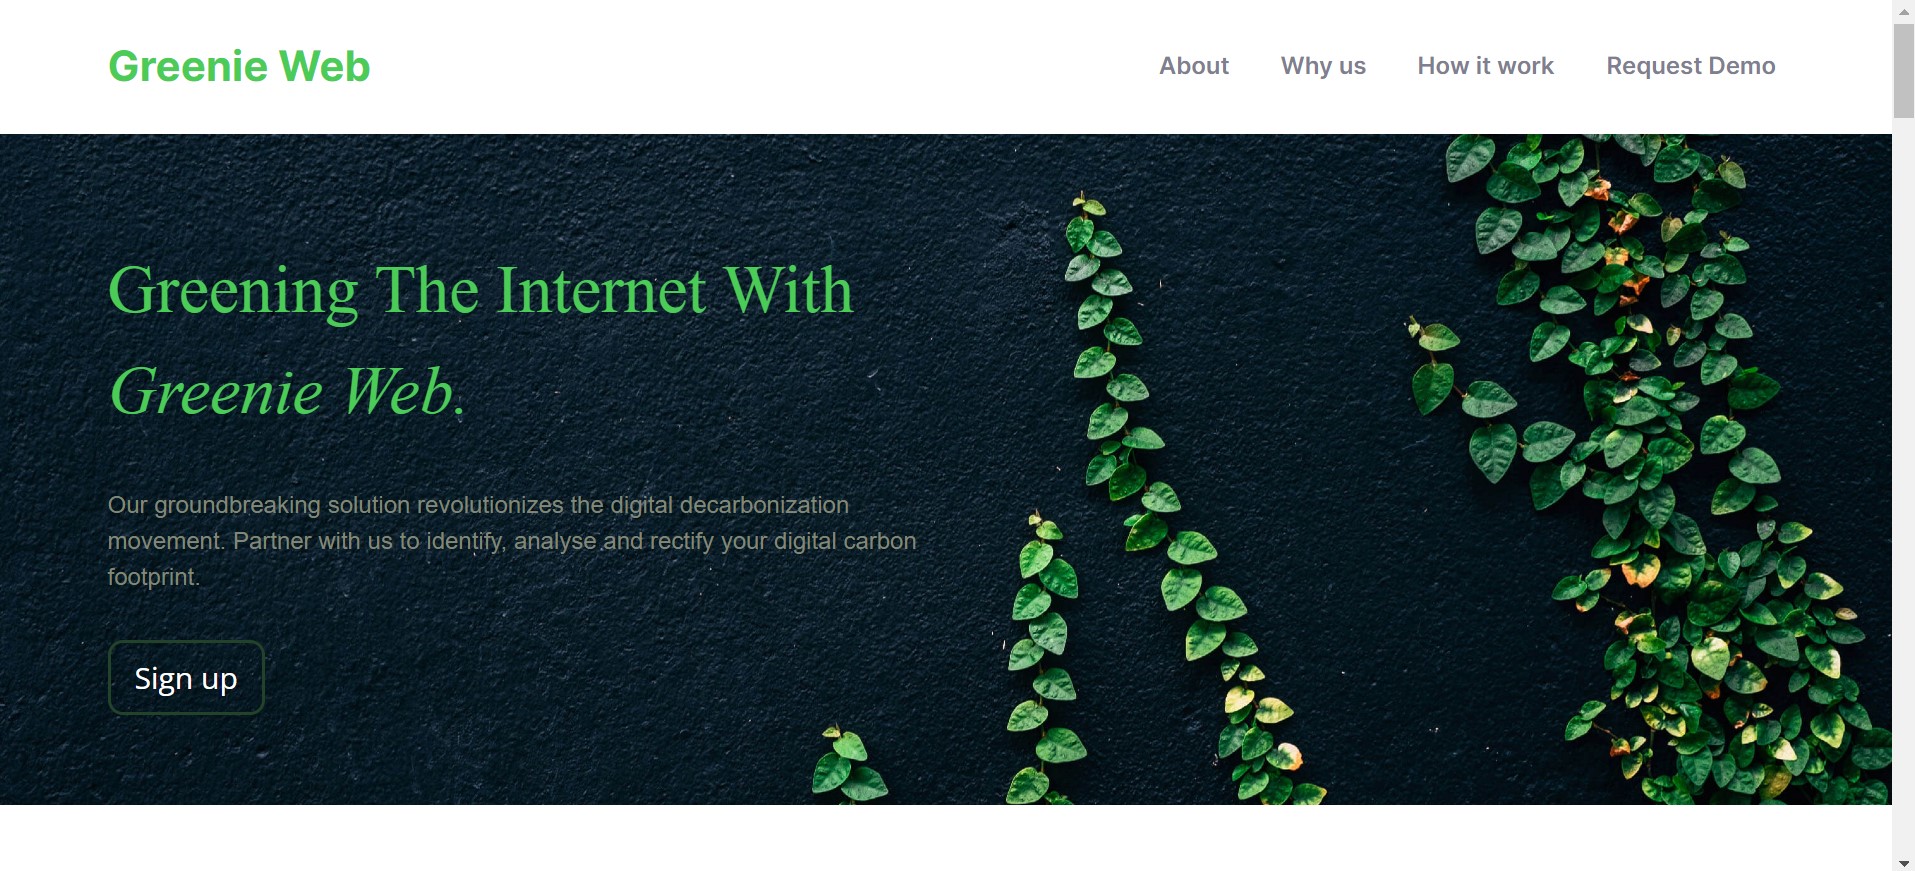 Greenie Web
About
Why us
How it work
Request Demo
Greening The Internet With
Greenie Web.
Our groundbreaking solution revolutionizes the digital decarbonization
movement. Partner with us to identify, analyse and rectify your digital carbon
footprint.
Sign up